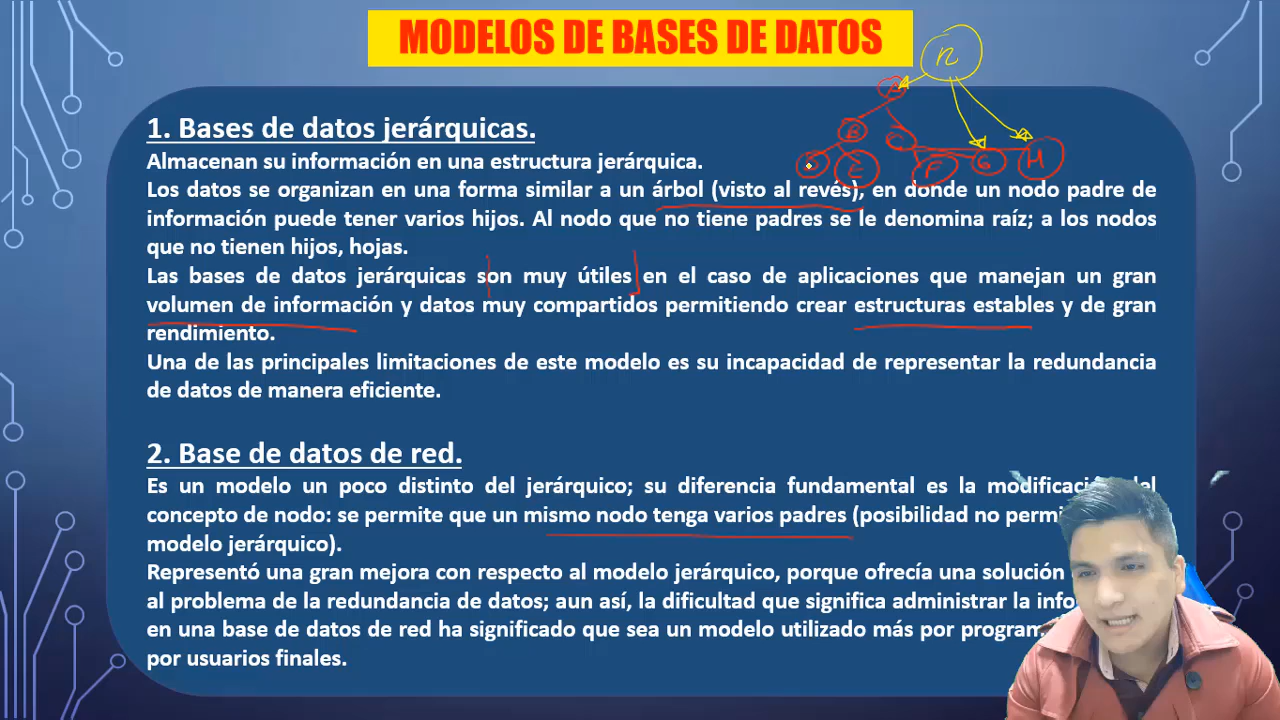 MODELOS DE BASES DE DATOS
n
A
B
C
D
E
F
G
H
1. Bases de datos jerárquicas.
Almacenan su información en una estructura jerárquica.
Los datos se organizan en una forma similar a un árbol (visto al revés), en donde un nodo padre de
información puede tener varios hijos. Al nodo que no tiene padres se le denomina raíz; a los nodos
que no tienen hijos, hojas.
Las bases de datos jerárquicas son muy útiles en el caso de aplicaciones que manejan un gran
volumen de información y datos muy compartidos permitiendo crear estructuras estables y de gran
rendimiento.
Una de las principales limitaciones de este modelo es su incapacidad de representar la redundancia
de datos de manera eficiente.
2. Base de datos de red.
Es un modelo un poco distinto del jerárquico; su diferencia fundamental es la modificación del
concepto de nodo: se permite que un mismo nodo tenga varios padres (posibilidad no permi
modelo jerárquico).
Representó una gran mejora con respecto al modelo jerárquico, porque ofrecía una solución
al problema de la redundancia de datos; aun así, la dificultad que significa administrar la info
en una base de datos de red ha significado que sea un modelo utilizado más por program
por usuarios finales.